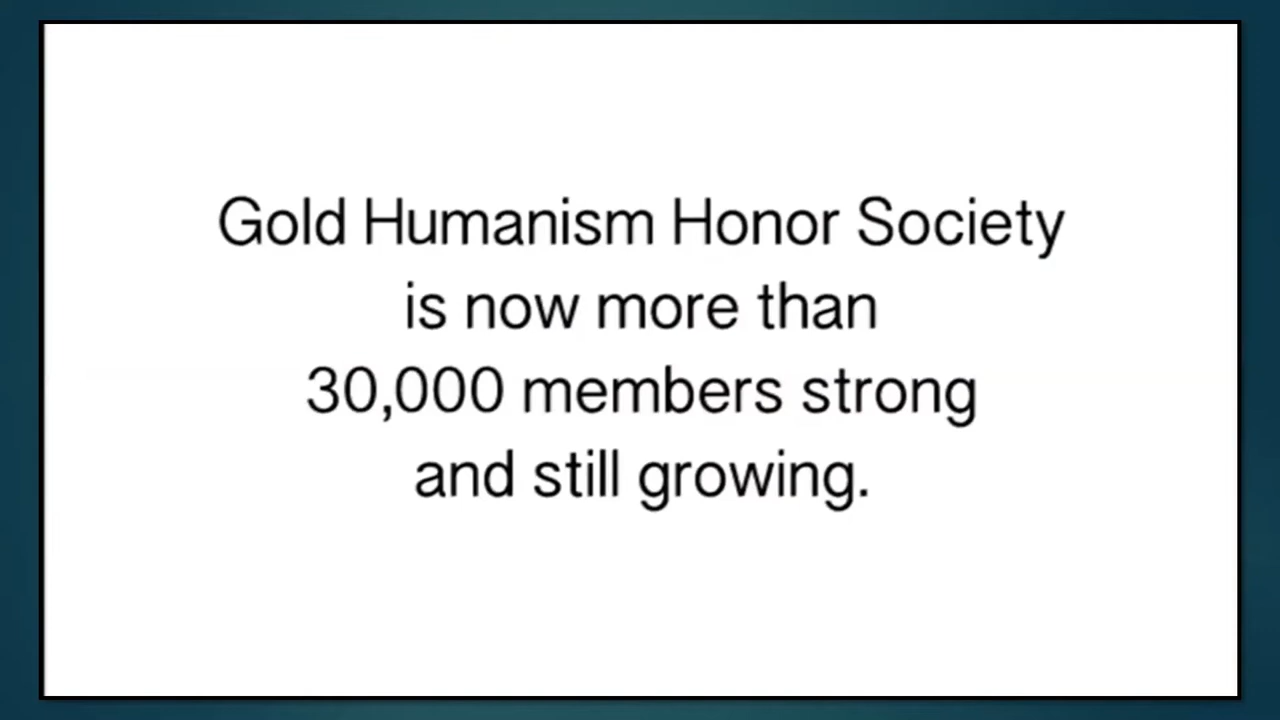 Gold Humanism Honor Society
is now more than
30,000 members strong
and still growing.